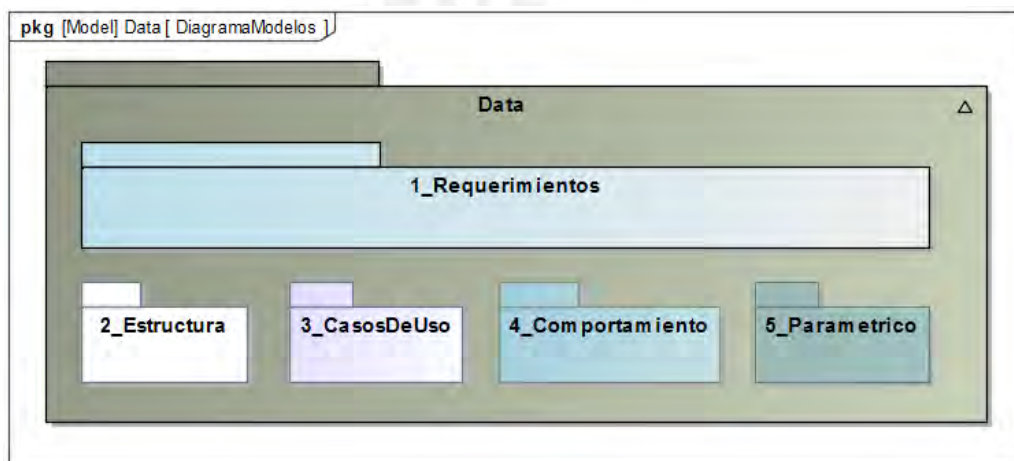 pkg [Model] Data [ DiagramaModelos ]
Data
1_Requerimientos
2_Estructura
3_CasosDeUso
4_Comportamiento
5_Parametrico